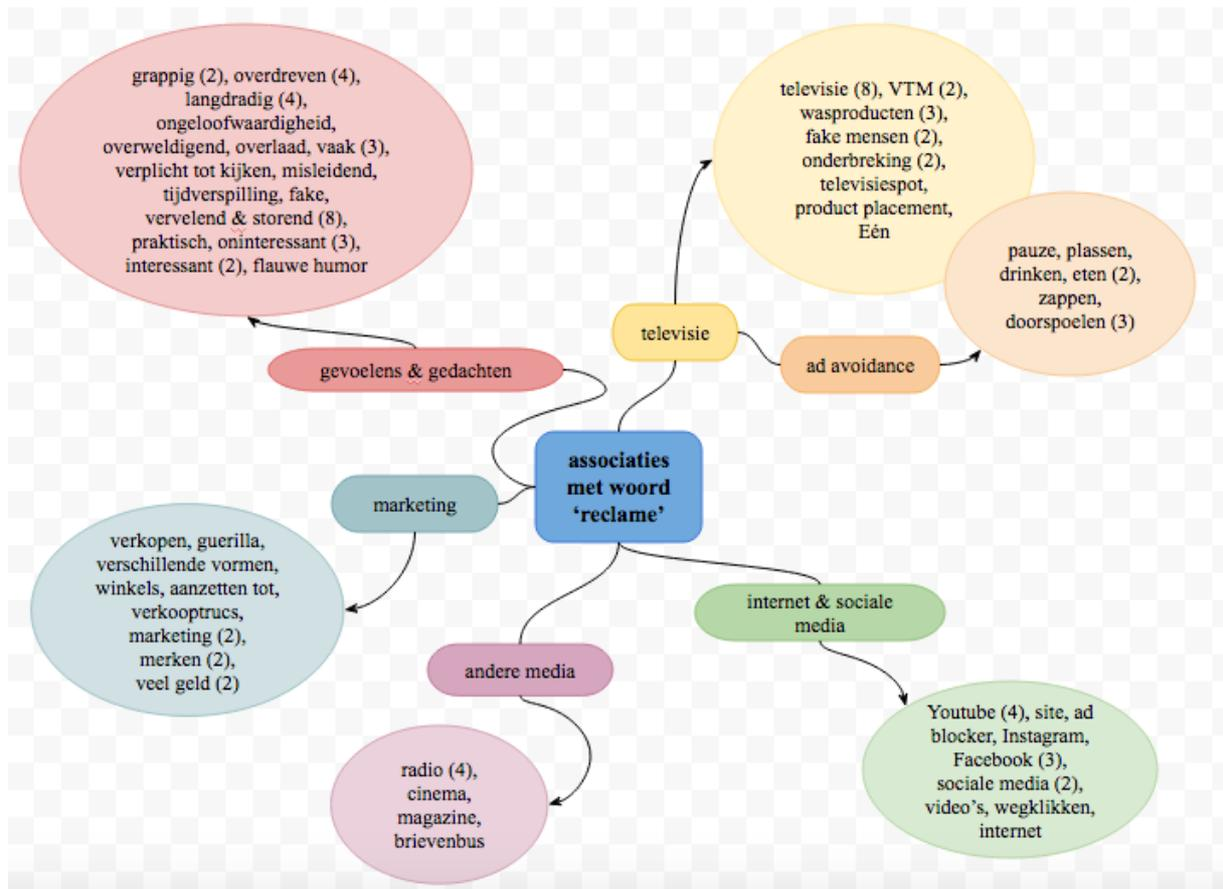 grappig (2), overdreven (4),
langdradig (4),
ongeloofwaardigheid,
overweldigend, overlaad, vaak (3),
verplicht tot kijken, misleidend,
tijdverspilling, fake,
vervelend & storend (8),
praktisch, oninteressant (3),
interessant (2), flauwe humor
televisie (8), VTM (2),
wasproducten (3),
fake mensen (2),
onderbreking (2),
televisiespot,
product placement,
Eén
pauze, plassen,
drinken, eten (2),
zappen,
doorspoelen (3)
televisie
ad avoidance
gevoelens & gedachten
associaties
met woord
‘reclame’
marketing
verkopen, guerilla,
verschillende vormen,
winkels, aanzetten tot,
verkooptrucs,
marketing (2),
merken (2),
veel geld (2)
internet & sociale
media
andere media
radio (4),
cinema,
magazine,
brievenbus
Youtube (4), site, ad
blocker, Instagram,
Facebook (3),
sociale media (2),
video’s, wegklikken,
internet